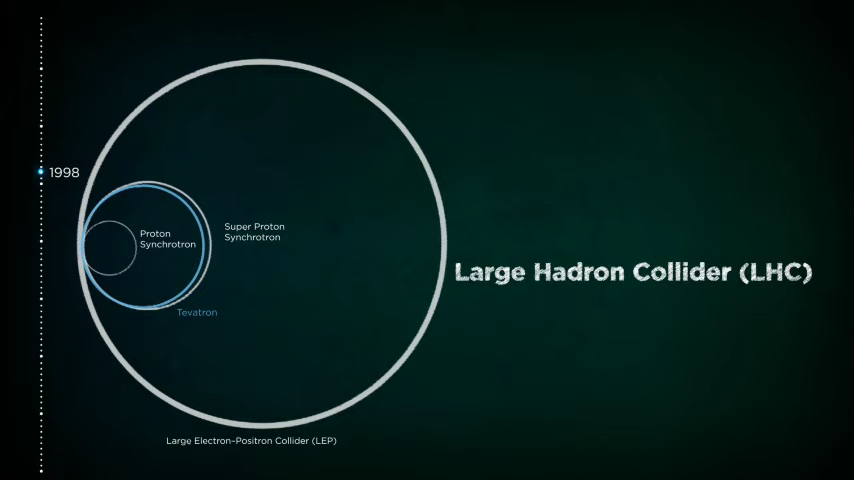 1998
Proton
Synchrotron
Super Proton
Synchrotron
Large Hadron Collider (LHC)
Tevatron
Large Electron–Positron Collider (LEP)